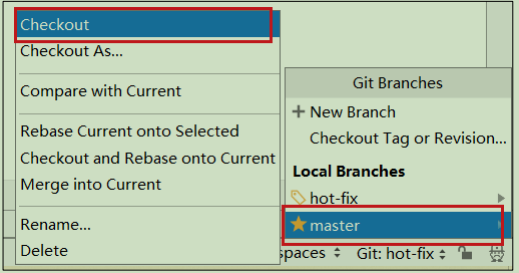 Checkout
Checkout As...
Compare with Current
Rebase Current onto Selected
Checkout and Rebase onto Current
Merge into Current
Rename...
Delete
Git Branches
+ New Branch
Checkout Tag or Revision...
Local Branches
hot-fix
master
spaces
Git: hot-fix